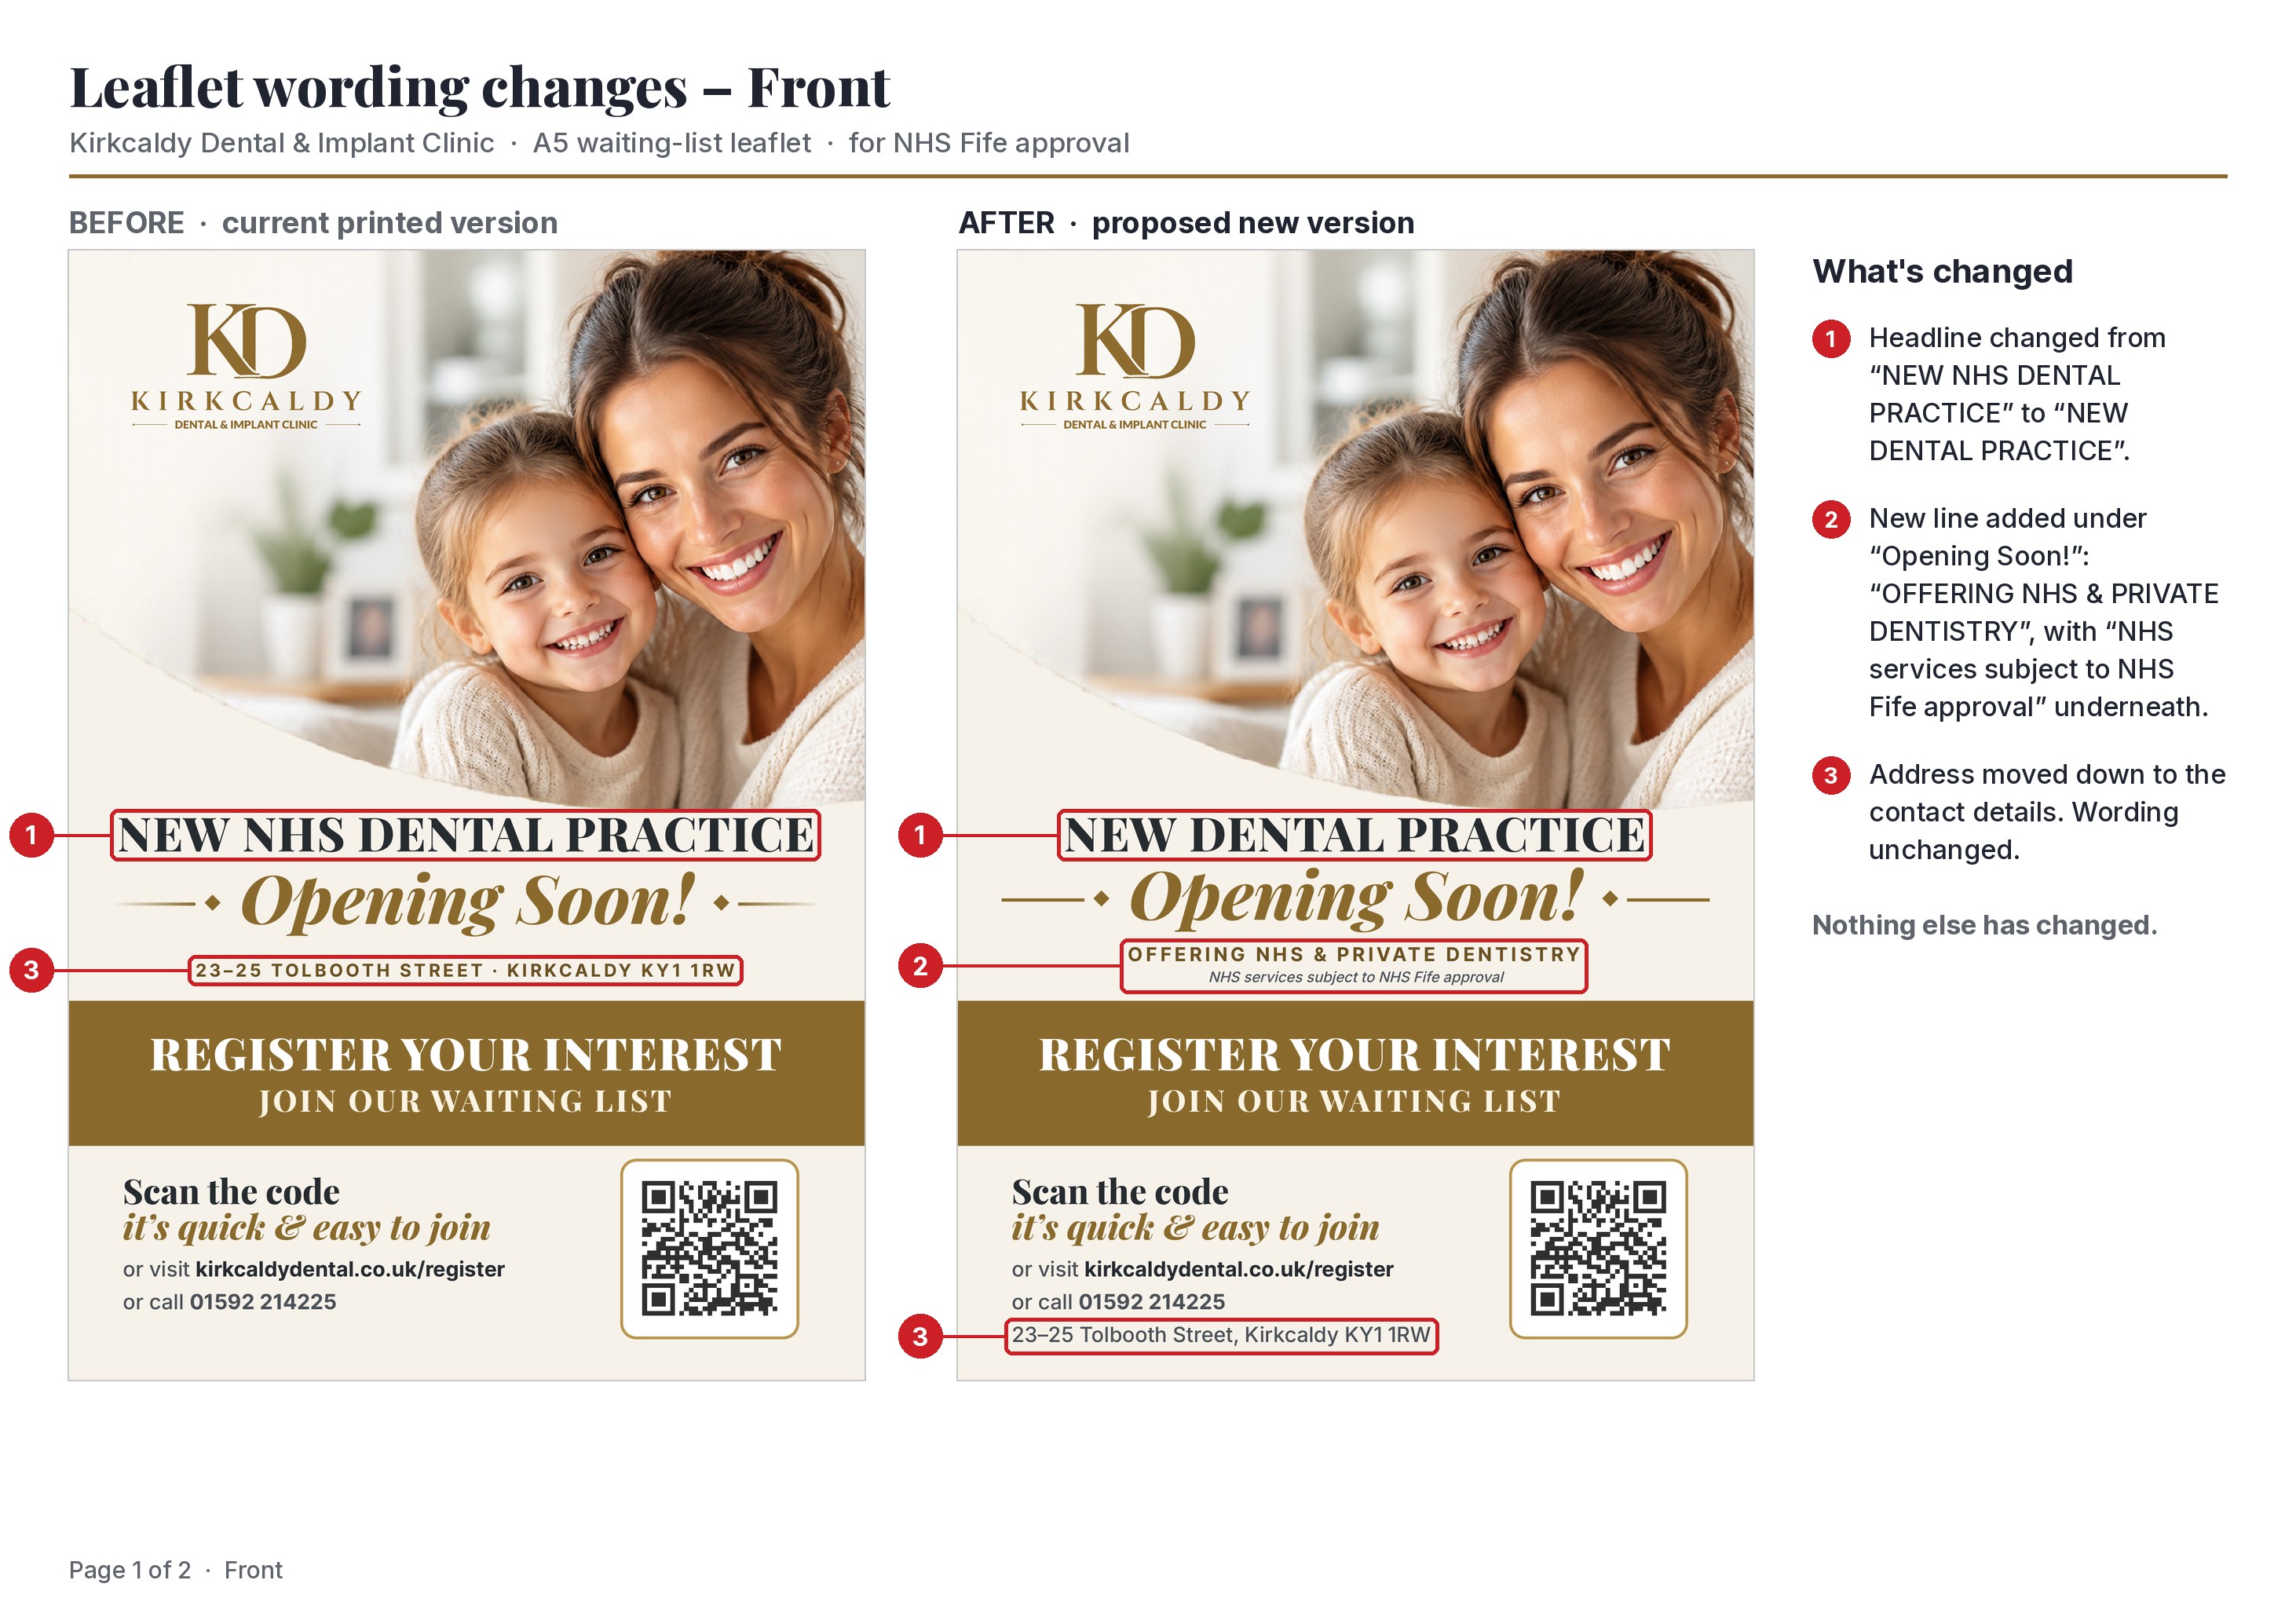 Leaflet wording changes – Front
Kirkcaldy Dental & Implant Clinic · A5 waiting-list leaflet · for NHS Fife approval
BEFORE · current printed version
KD
KIRKCALDY
DENTAL & IMPLANT CLINIC
1
NEW NHS DENTAL PRACTICE
Opening Soon!
3
23–25 TOLBOOTH STREET · KIRKCALDY KY1 1RW
REGISTER YOUR INTEREST
JOIN OUR WAITING LIST
Scan the code
it’s quick & easy to join
or visit kirkcaldydental.co.uk/register
or call 01592 214225
AFTER · proposed new version
KD
KIRKCALDY
DENTAL & IMPLANT CLINIC
1
NEW DENTAL PRACTICE
Opening Soon!
2
OFFERING NHS & PRIVATE DENTISTRY
NHS services subject to NHS Fife approval
REGISTER YOUR INTEREST
JOIN OUR WAITING LIST
Scan the code
it’s quick & easy to join
or visit kirkcaldydental.co.uk/register
or call 01592 214225
3
23–25 Tolbooth Street, Kirkcaldy KY1 1RW
What's changed
1
Headline changed from
“NEW NHS DENTAL
PRACTICE” to “NEW
DENTAL PRACTICE”.
2
New line added under
“Opening Soon!”:
“OFFERING NHS & PRIVATE
DENTISTRY”, with “NHS
services subject to NHS
Fife approval” underneath.
3
Address moved down to the
contact details. Wording
unchanged.
Nothing else has changed.
Page 1 of 2 · Front